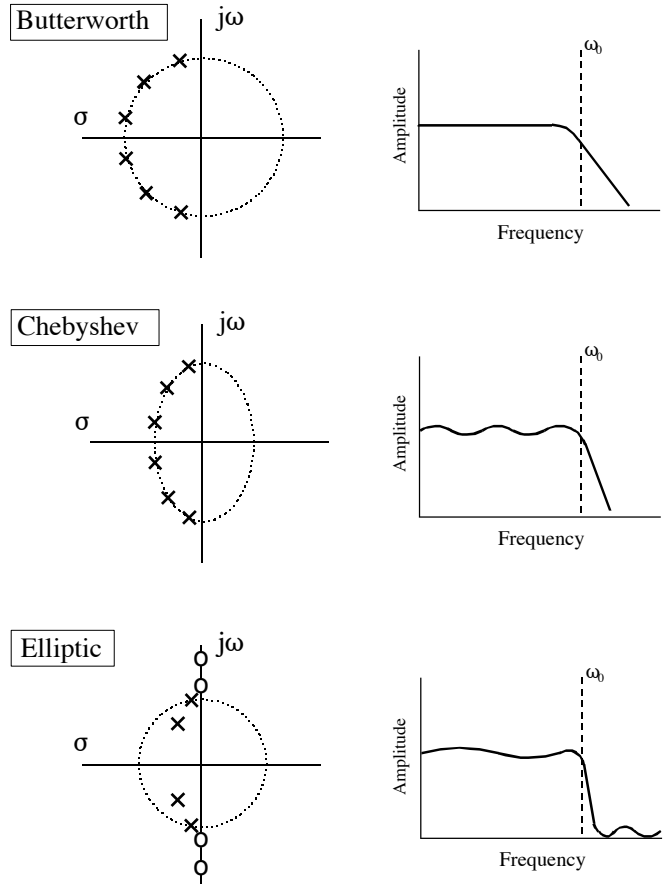 Butterworth
jω
σ
ω0
Amplitude
Frequency
Chebyshev
jω
σ
ω0
Amplitude
Frequency
Elliptic
jω
σ
ω0
Amplitude
Frequency